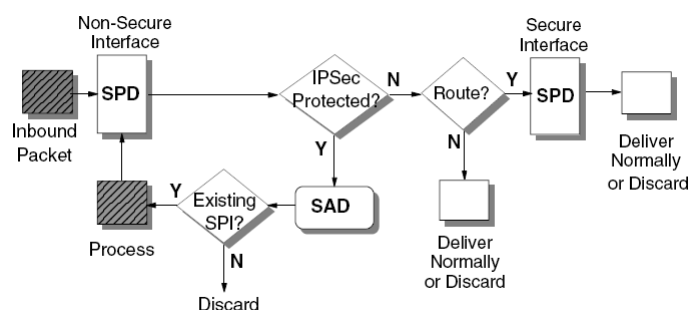 Non-Secure
Interface
SPD
Inbound
Packet
IPSec
Protected?
N
Y
Route?
Y
N
Secure
Interface
SPD
Deliver
Normally
or Discard
Process
Y
Existing
SPI?
N
Discard
SAD
Deliver
Normally
or Discard